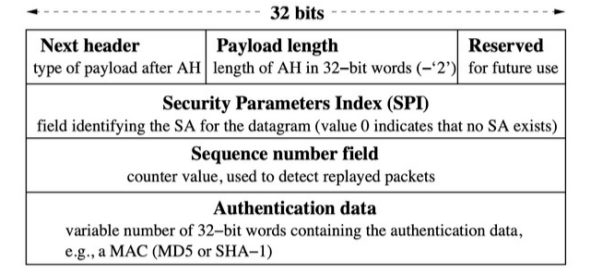 32 bits
Next header Payload length Reserved
type of payload after AH length of AH in 32–bit words (–‘2’) for future use
Security Parameters Index (SPI)
field identifying the SA for the datagram (value 0 indicates that no SA exists)
Sequence number field
counter value, used to detect replayed packets
Authentication data
variable number of 32–bit words containing the authentication data,
e.g., a MAC (MD5 or SHA–1)